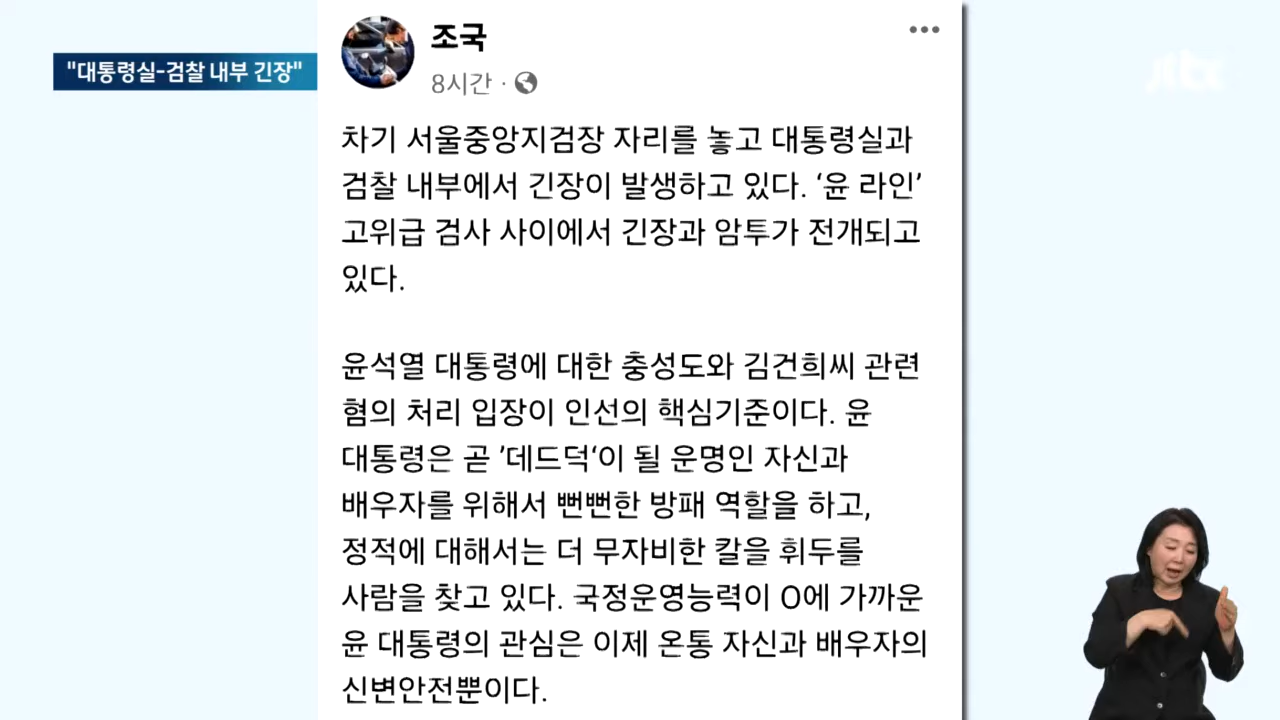 "대통령실-검찰 내부 긴장"
jtbc
조국
8시간 ·
차기 서울중앙지검장 자리를 놓고 대통령실과
검찰 내부에서 긴장이 발생하고 있다. ‘윤 라인’
고위급 검사 사이에서 긴장과 암투가 전개되고
있다.
윤석열 대통령에 대한 충성도와 김건희씨 관련
혐의 처리 입장이 인선의 핵심기준이다. 윤
대통령은 곧 ’데드덕‘이 될 운명인 자신과
배우자를 위해서 뻔뻔한 방패 역할을 하고,
정적에 대해서는 더 무자비한 칼을 휘두를
사람을 찾고 있다. 국정운영능력이 0에 가까운
윤 대통령의 관심은 이제 온통 자신과 배우자의
신변안전뿐이다.